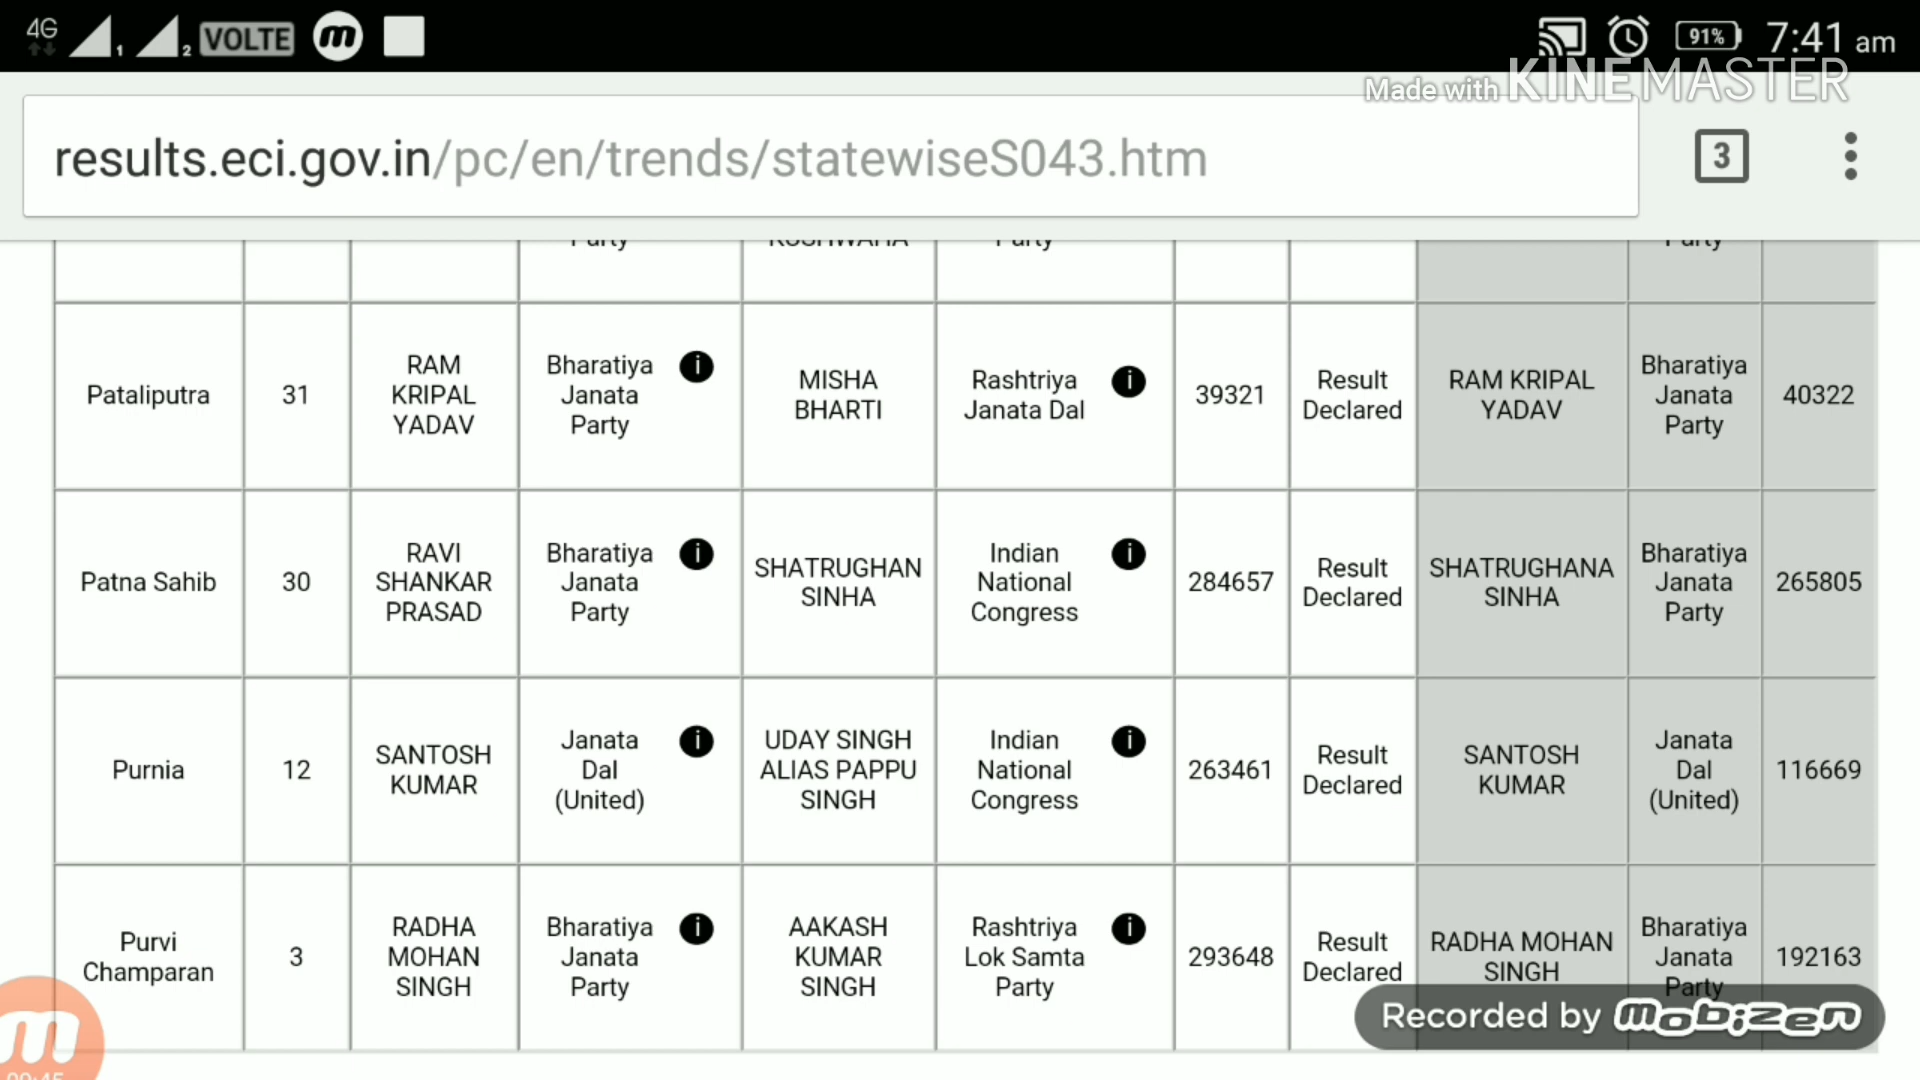 4G 1 2 VOLTE m 91% 7:41 am
Made with KINEMASTER
results.eci.gov.in/pc/en/trends/statewiseS043.htm 3
Party KUSHWAHA Party Party
Pataliputra 31 RAM KRIPAL YADAV Bharatiya Janata Party i MISHA BHARTI Rashtriya Janata Dal i 39321 Result Declared RAM KRIPAL YADAV Bharatiya Janata Party 40322
Patna Sahib 30 RAVI SHANKAR PRASAD Bharatiya Janata Party i SHATRUGHAN SINHA Indian National Congress i 284657 Result Declared SHATRUGHANA SINHA Bharatiya Janata Party 265805
Purnia 12 SANTOSH KUMAR Janata Dal (United) i UDAY SINGH ALIAS PAPPU SINGH Indian National Congress i 263461 Result Declared SANTOSH KUMAR Janata Dal (United) 116669
Purvi Champaran 3 RADHA MOHAN SINGH Bharatiya Janata Party i AAKASH KUMAR SINGH Rashtriya Lok Samta Party i 293648 Result Declared RADHA MOHAN SINGH Bharatiya Janata Party 192163
Recorded by mobizen
m